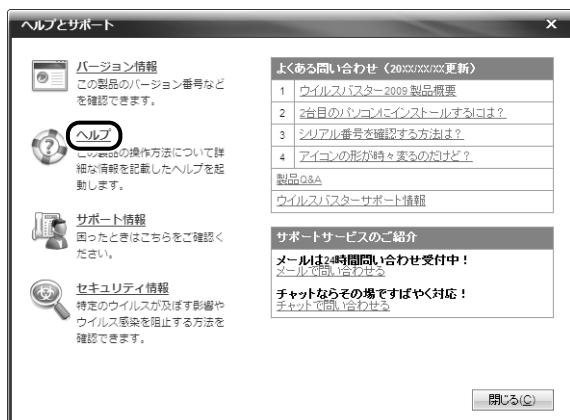 ヘルプとサポート
×
バージョン情報
この製品のバージョン番号など
を確認できます。
ヘルプ
この製品の操作方法について詳
細な情報を記載したヘルプを起
動します。
サポート情報
困ったときはこちらをご確認く
ださい。
セキュリティ情報
特定のウイルスが及ぼす影響や
ウイルス感染を阻止する方法を
確認できます。
よくある問い合わせ（20XX/XX/XX更新）
1 ウイルスバスター2009 製品概要
2 2台目のパソコンにインストールするには？
3 シリアル番号を確認する方法は？
4 アイコンの形が時々変るのだけど？
製品Q&A
ウイルスバスターサポート情報
サポートサービスのご紹介
メールは24時間問い合わせ受付中！
メールで問い合わせる
チャットならその場ですばやく対応！
チャットで問い合わせる
閉じる(C)